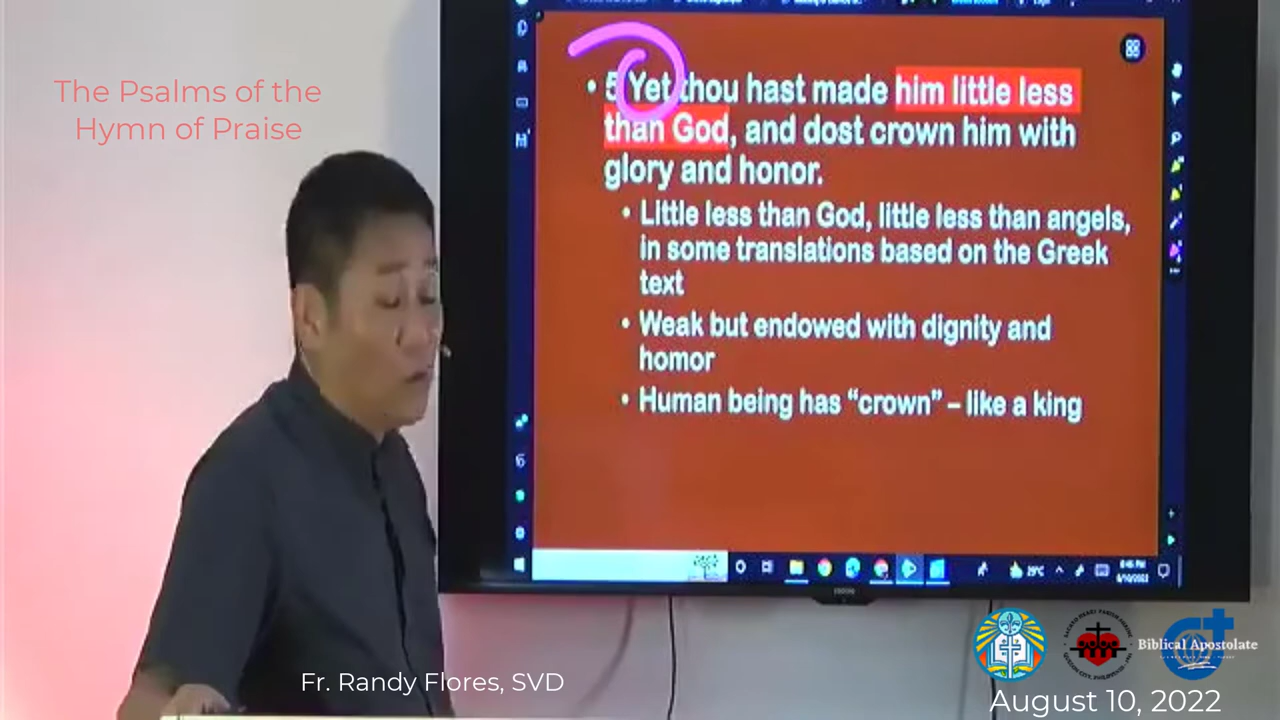 The Psalms of the
Hymn of Praise
• 5 Yet thou hast made him little less
than God, and dost crown him with
glory and honor.
• Little less than God, little less than angels,
in some translations based on the Greek
text
• Weak but endowed with dignity and
homor
• Human being has “crown” – like a king
29°C
Fr. Randy Flores, SVD
Biblical Apostolate
August 10, 2022